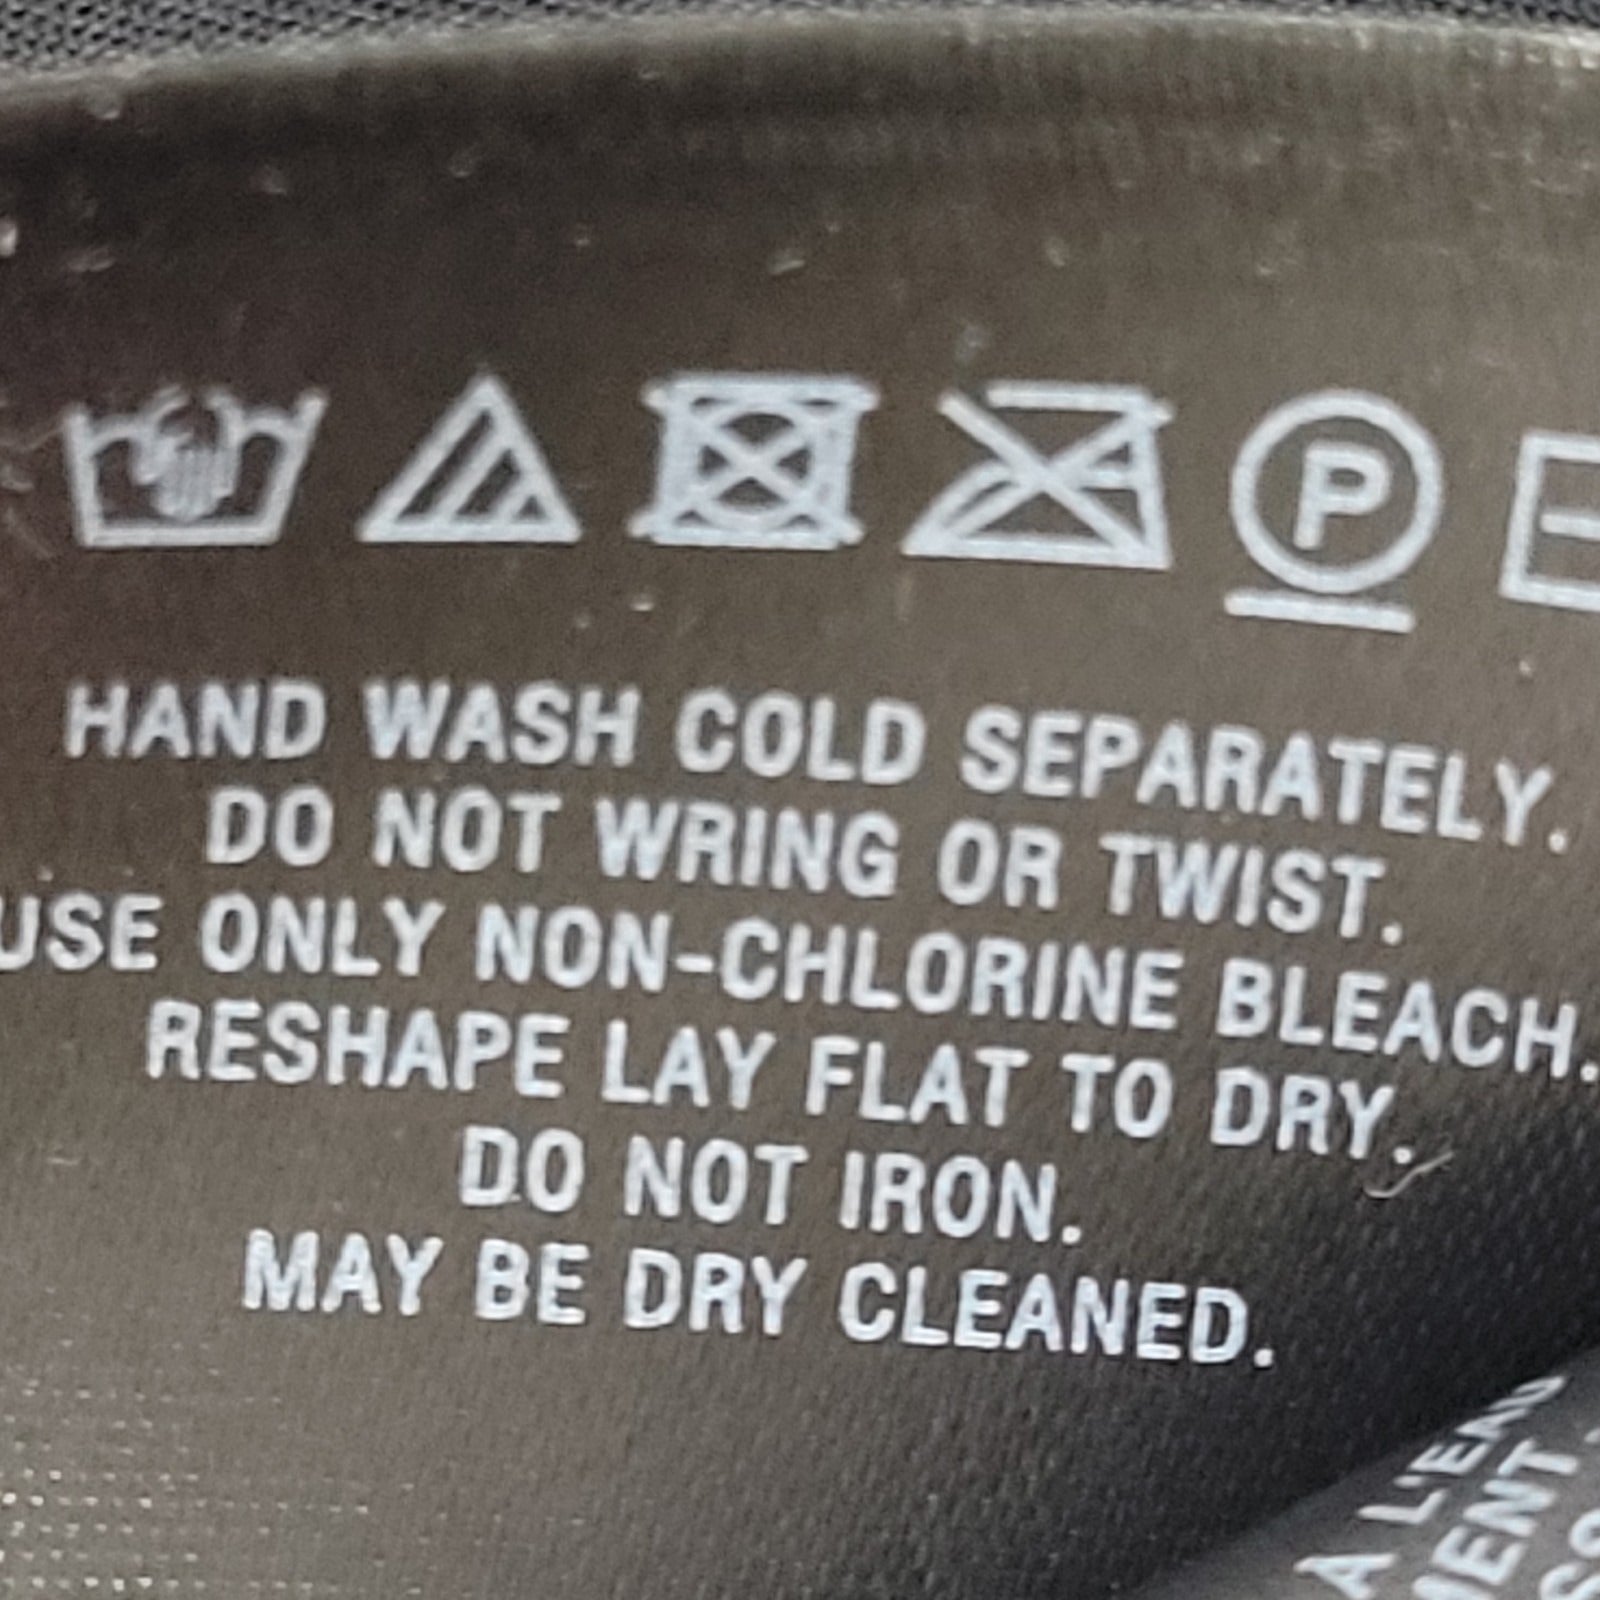 P
HAND WASH COLD SEPARATELY.
DO NOT WRING OR TWIST.
USE ONLY NON-CHLORINE BLEACH.
RESHAPE LAY FLAT TO DRY.
DO NOT IRON.
MAY BE DRY CLEANED.
A L'EAU